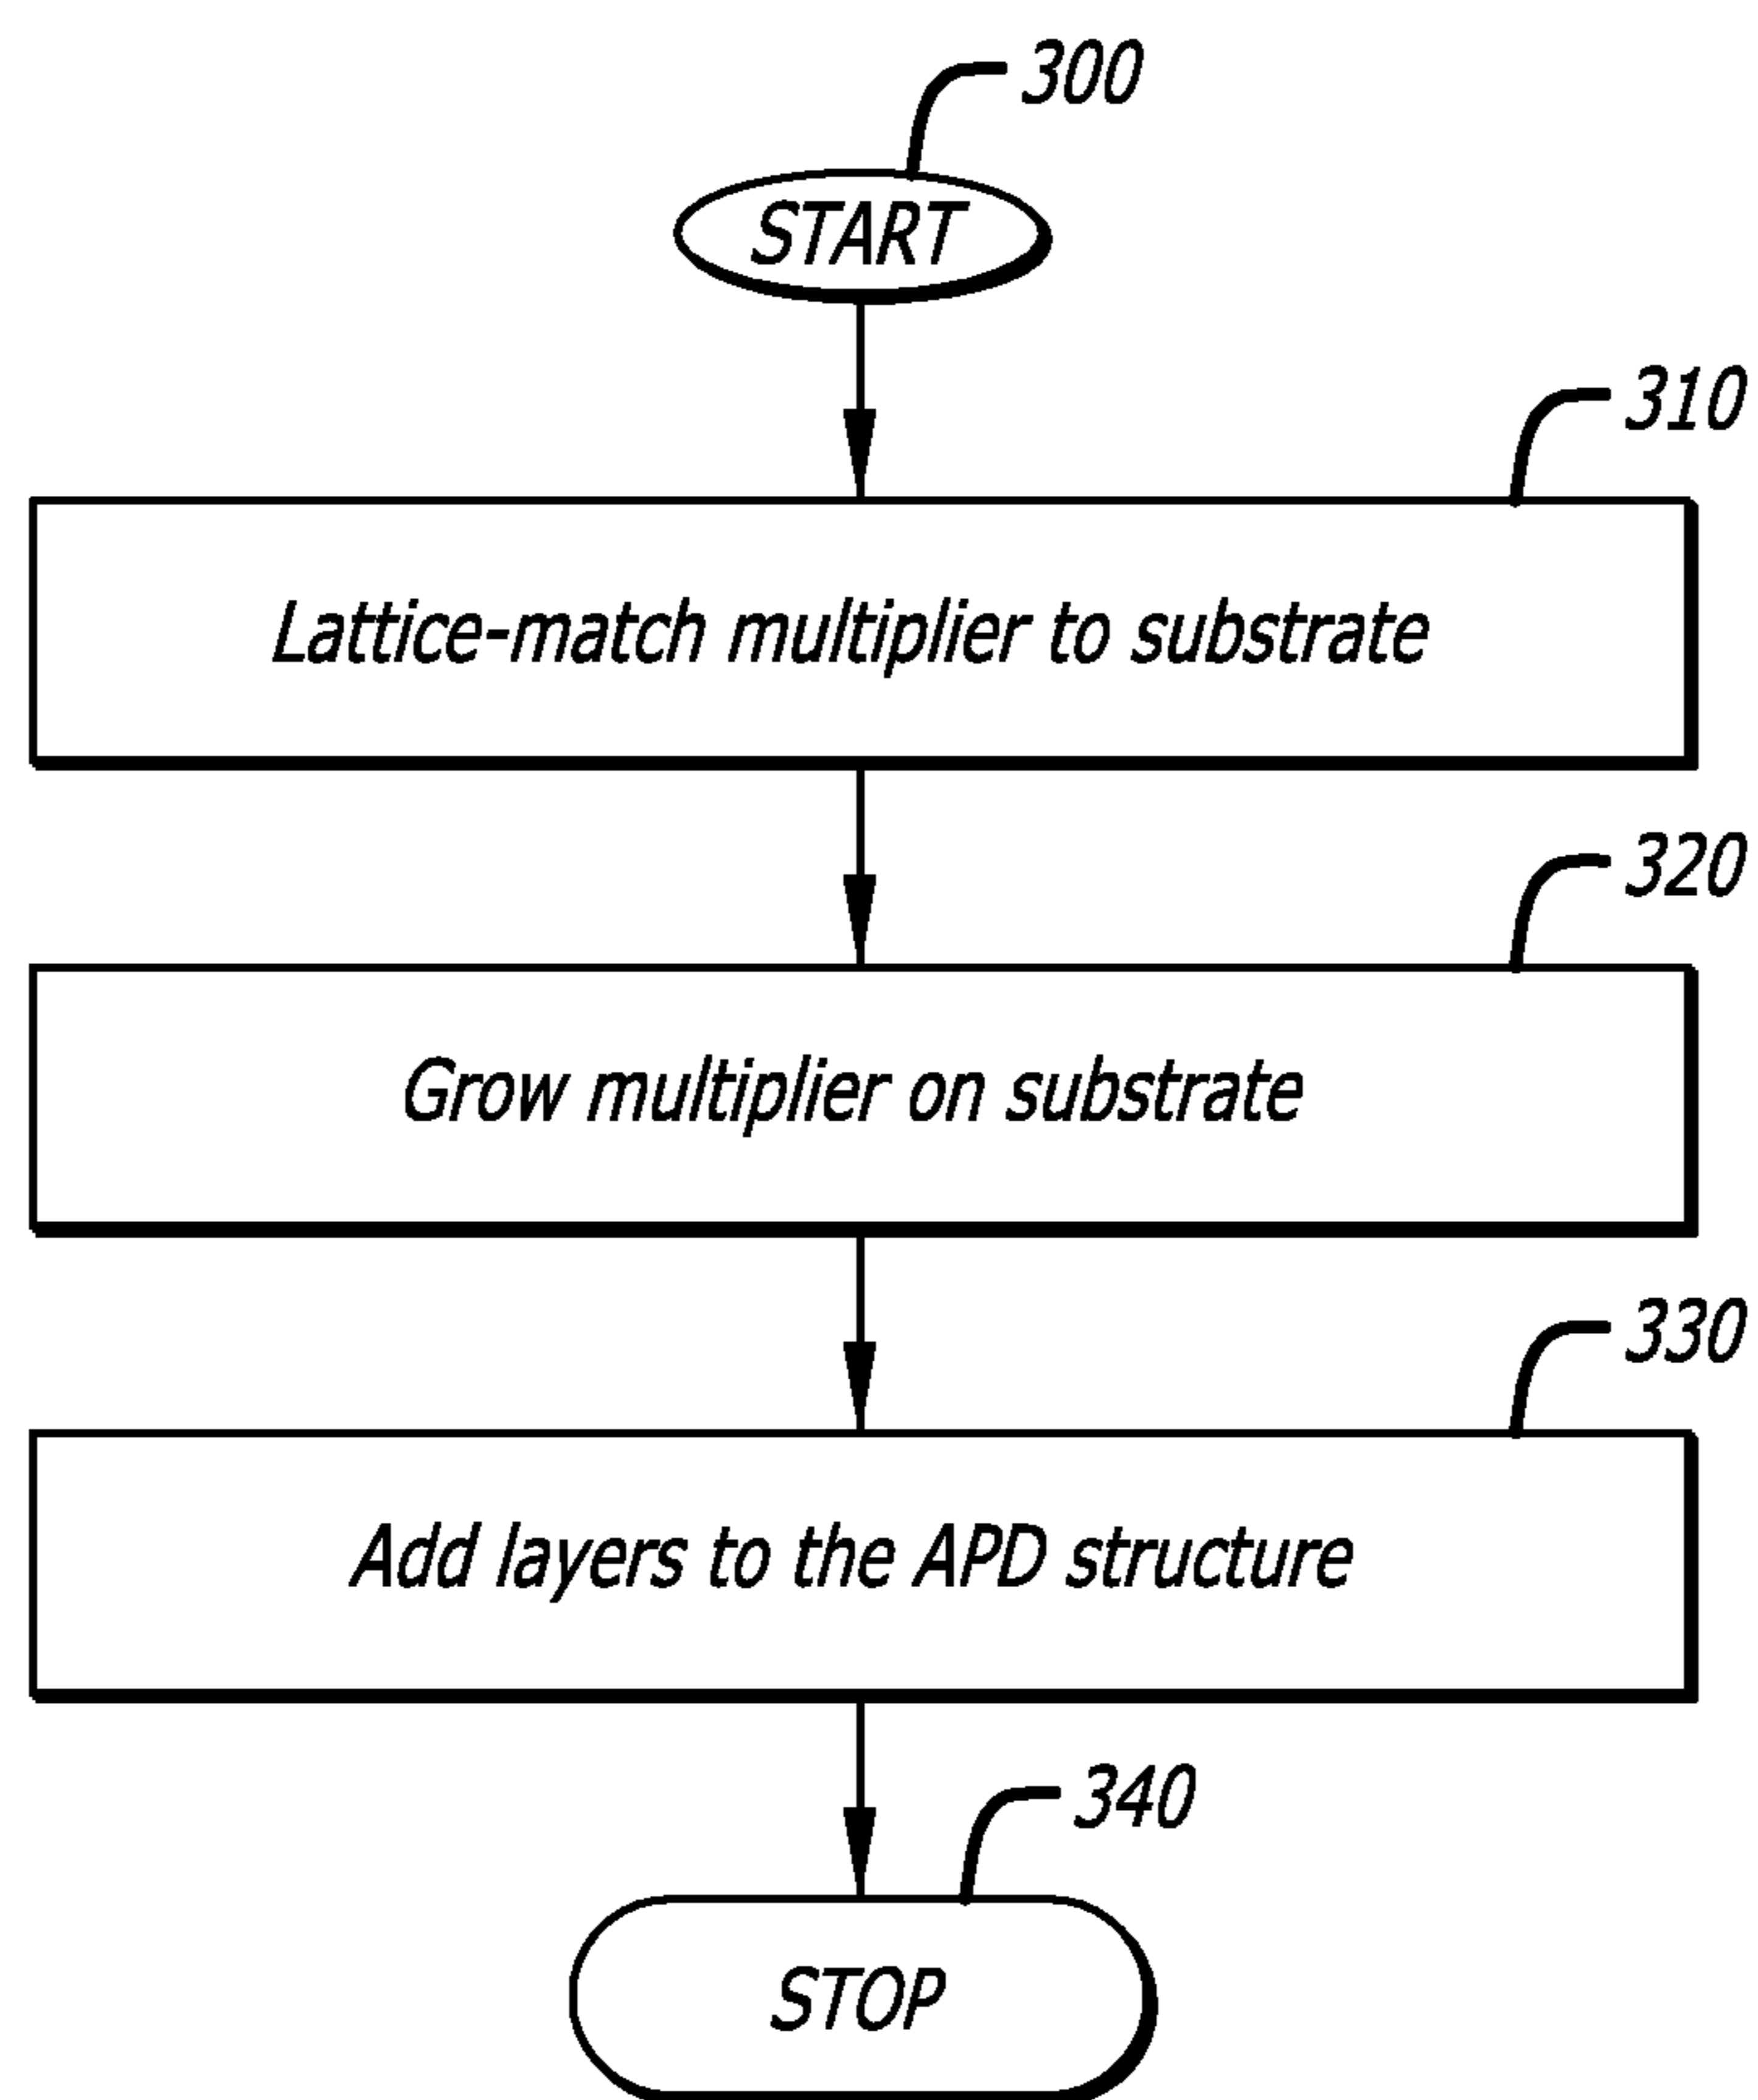 300
START
310
Lattice-match multiplier to substrate
320
Grow multiplier on substrate
330
Add layers to the APD structure
340
STOP